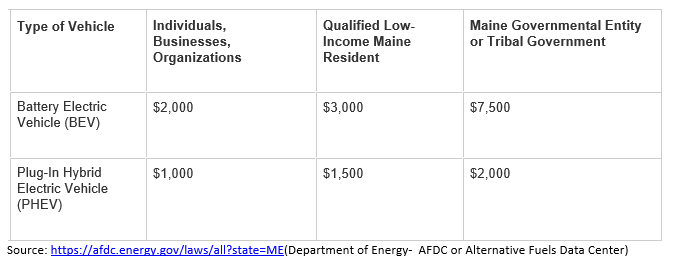 Type of Vehicle
Individuals,
Businesses,
Organizations
Qualified Low-
Income Maine
Resident
Maine Governmental Entity
or Tribal Government
Battery Electric
Vehicle (BEV)
$2,000
$3,000
$7,500
Plug-In Hybrid
Electric Vehicle
(PHEV)
$1,000
$1,500
$2,000
Source: https://afdc.energy.gov/laws/all?state=ME(Department of Energy-  AFDC or Alternative Fuels Data Center)